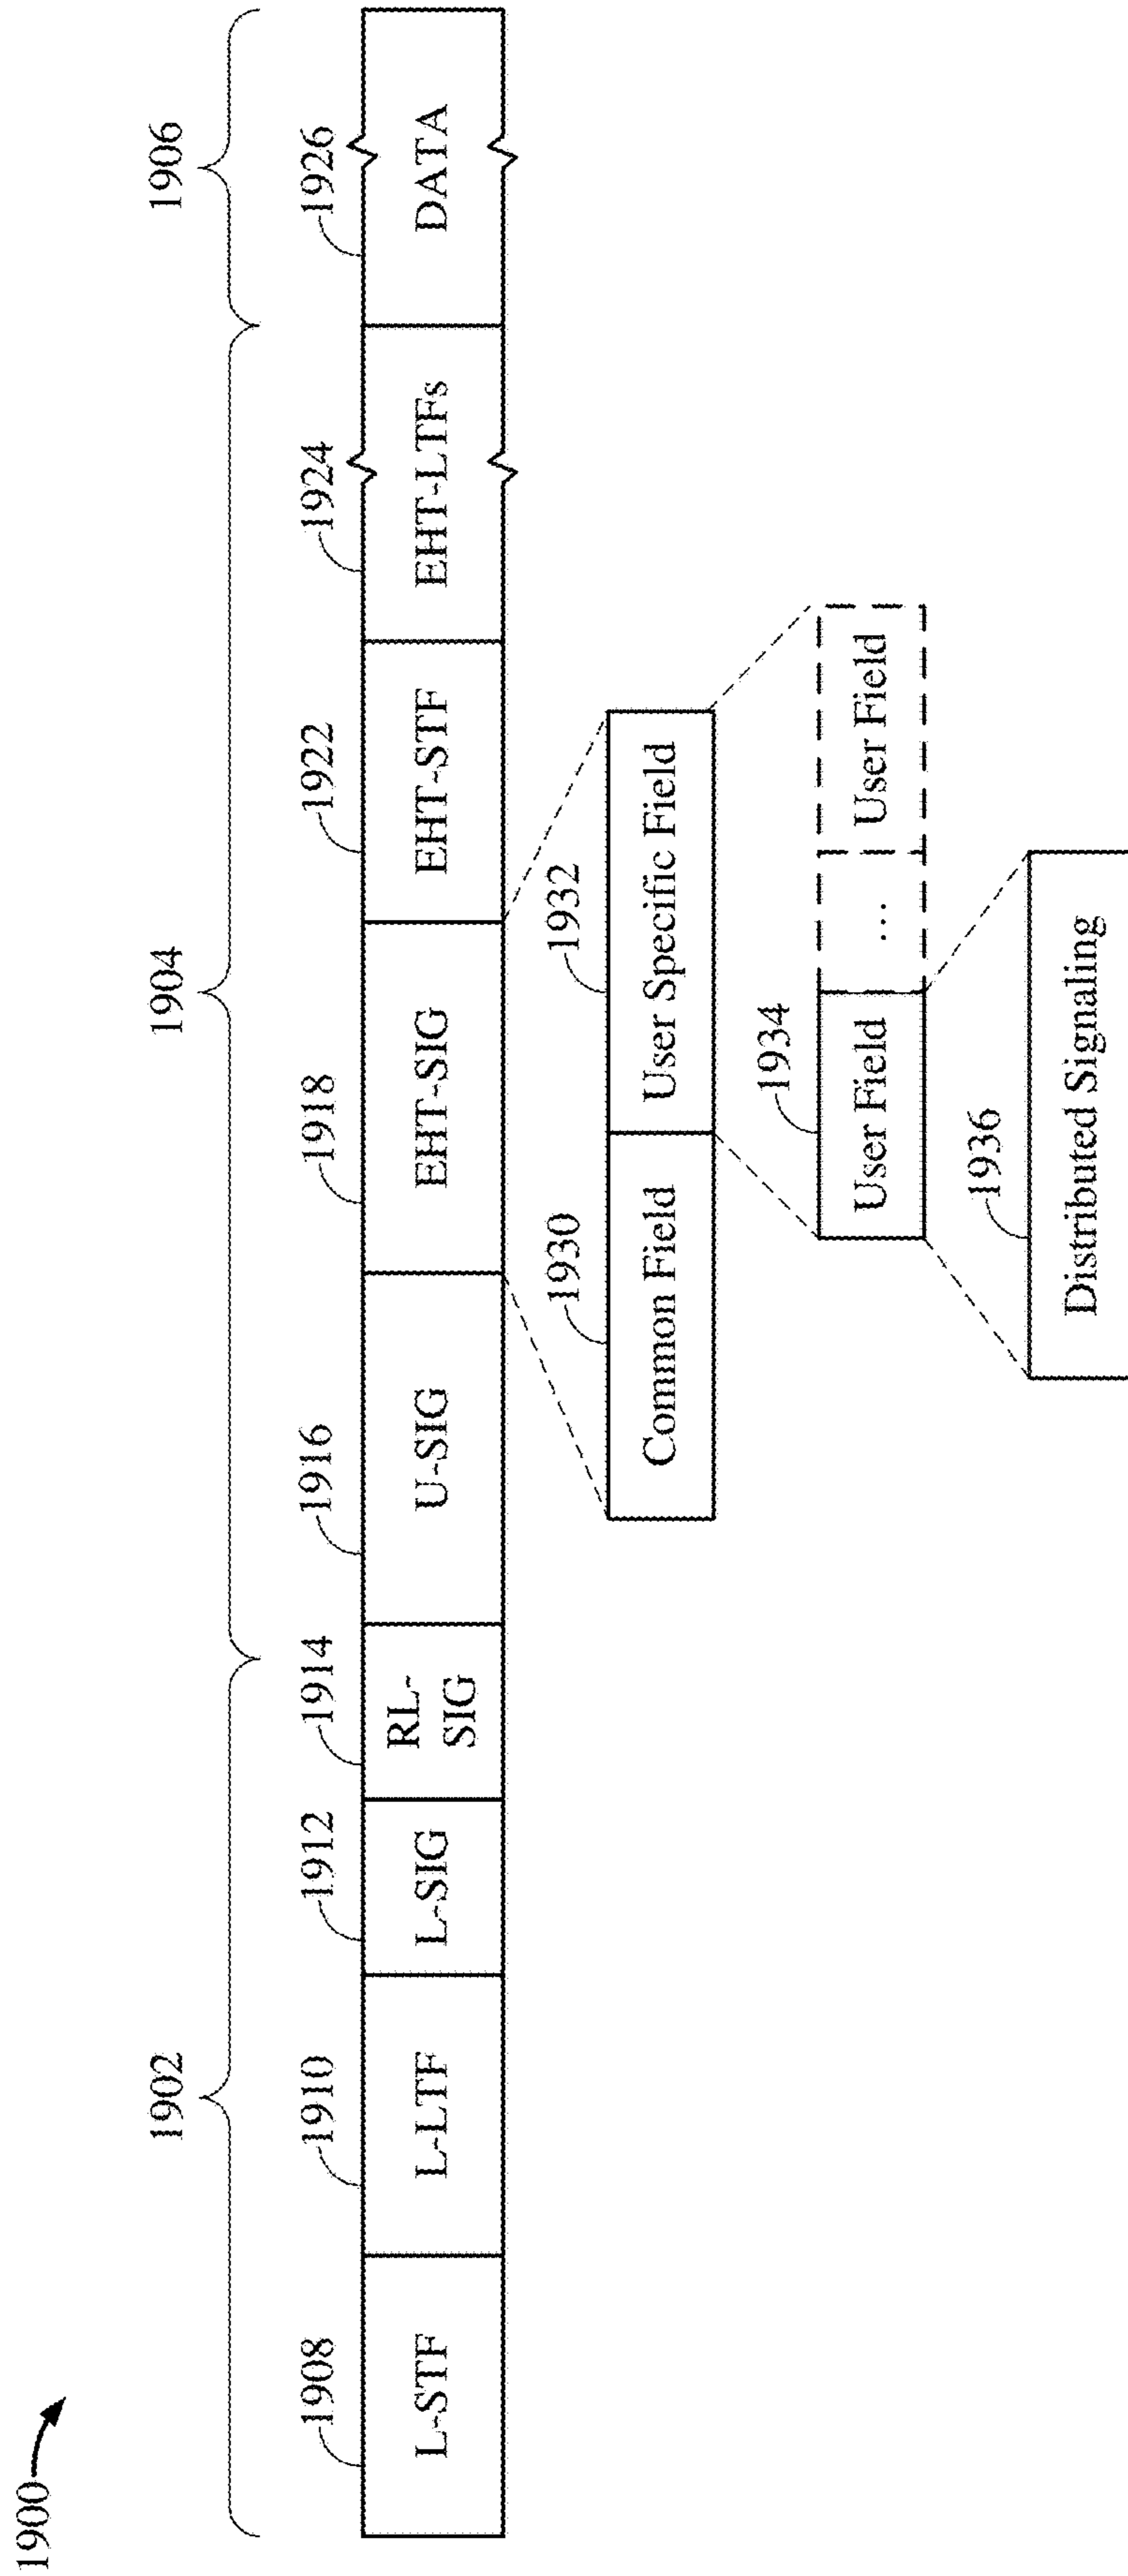 1900
1902
1904
1906
1908
1910
1912
1914
1916
1918
1922
1924
1926
L-STF
L-LTF
L-SIG
RL-
SIG
U-SIG
EHT-SIG
EHT-STF
EHT-LTFs
DATA
1930
1932
Common Field
User Specific Field
1934
User Field
...
User Field
1936
Distributed Signaling